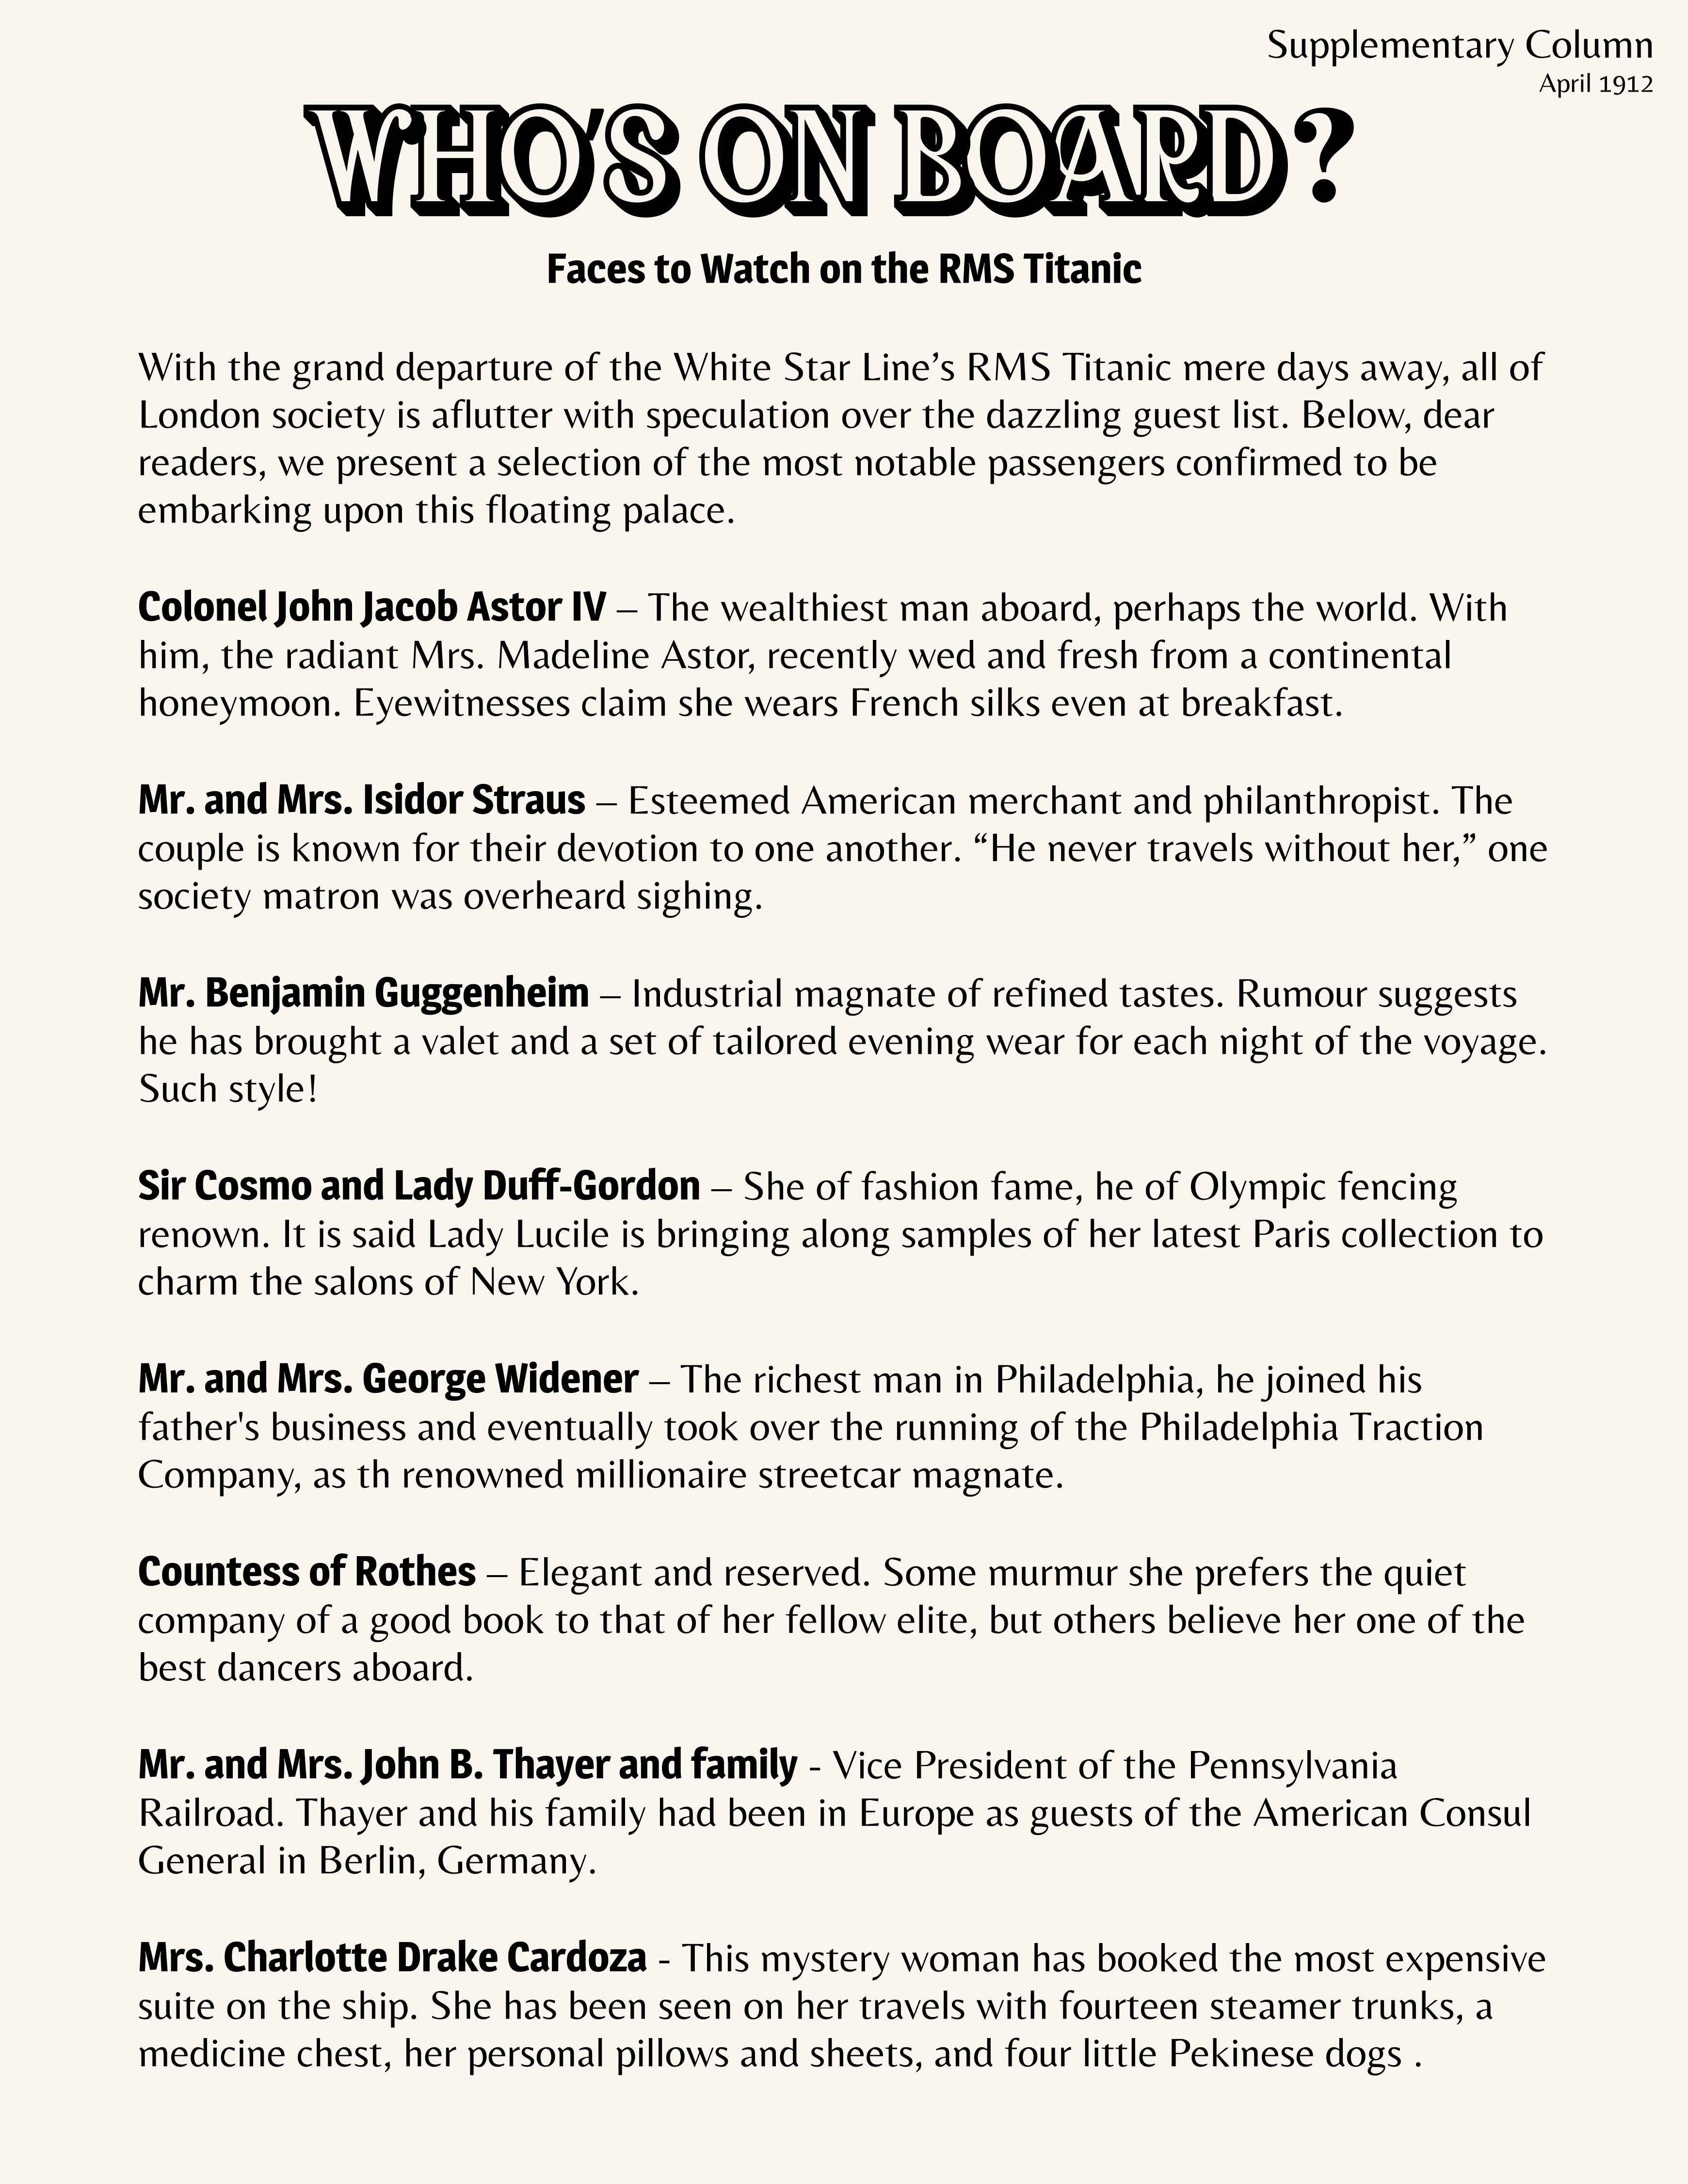 Supplementary Column
April 1912
WHO'S ON BOARD?
Faces to Watch on the RMS Titanic
With the grand departure of the White Star Line’s RMS Titanic mere days away, all of
London society is aflutter with speculation over the dazzling guest list. Below, dear
readers, we present a selection of the most notable passengers confirmed to be
embarking upon this floating palace.
Colonel John Jacob Astor IV – The wealthiest man aboard, perhaps the world. With
him, the radiant Mrs. Madeline Astor, recently wed and fresh from a continental
honeymoon. Eyewitnesses claim she wears French silks even at breakfast.
Mr. and Mrs. Isidor Straus – Esteemed American merchant and philanthropist. The
couple is known for their devotion to one another. “He never travels without her,” one
society matron was overheard sighing.
Mr. Benjamin Guggenheim – Industrial magnate of refined tastes. Rumour suggests
he has brought a valet and a set of tailored evening wear for each night of the voyage.
Such style!
Sir Cosmo and Lady Duff-Gordon – She of fashion fame, he of Olympic fencing
renown. It is said Lady Lucile is bringing along samples of her latest Paris collection to
charm the salons of New York.
Mr. and Mrs. George Widener – The richest man in Philadelphia, he joined his
father's business and eventually took over the running of the Philadelphia Traction
Company, as th renowned millionaire streetcar magnate.
Countess of Rothes – Elegant and reserved. Some murmur she prefers the quiet
company of a good book to that of her fellow elite, but others believe her one of the
best dancers aboard.
Mr. and Mrs. John B. Thayer and family - Vice President of the Pennsylvania
Railroad. Thayer and his family had been in Europe as guests of the American Consul
General in Berlin, Germany.
Mrs. Charlotte Drake Cardoza - This mystery woman has booked the most expensive
suite on the ship. She has been seen on her travels with fourteen steamer trunks, a
medicine chest, her personal pillows and sheets, and four little Pekinese dogs .